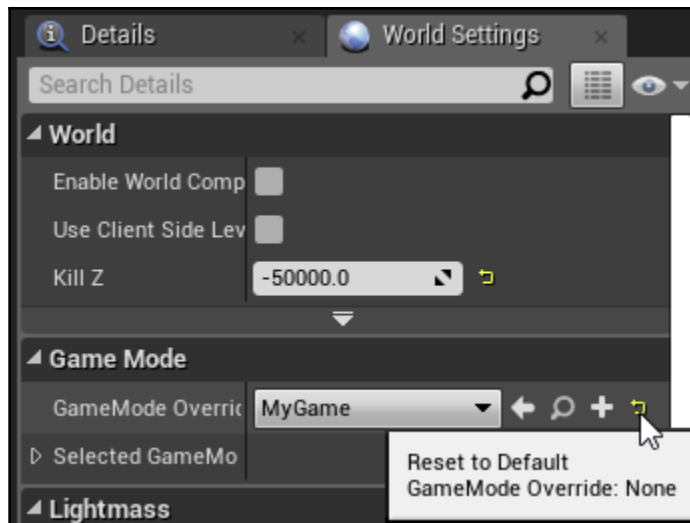 Details
World Settings
Search Details
World
Enable World Comp
Use Client Side Lev
Kill Z
-50000.0
Game Mode
GameMode Overric
MyGame
Selected GameMo
Reset to Default
GameMode Override: None
Lightmass